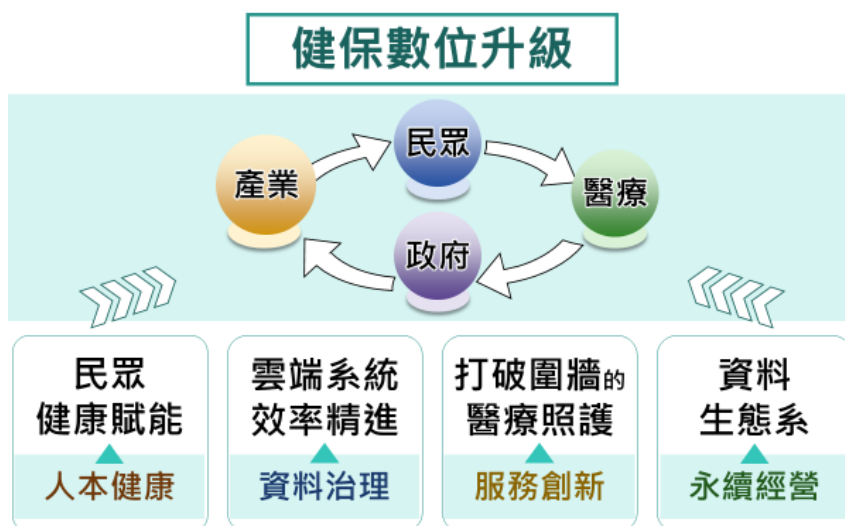 健保數位升級
民眾
產業
醫療
政府
民眾
健康賦能
人本健康
雲端系統
效率精進
資料治理
打破圍牆的
醫療照護
服務創新
資料
生態系
永續經營